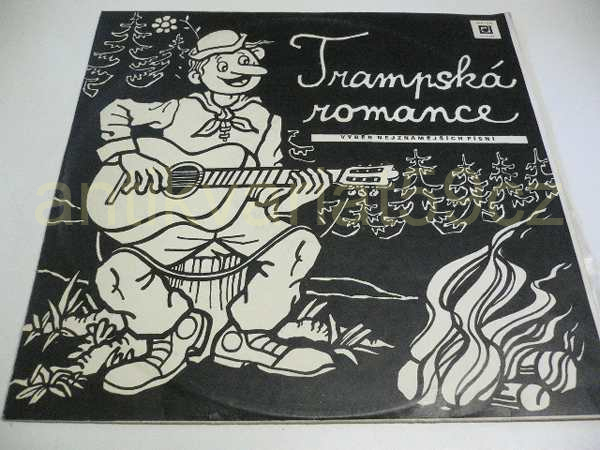 Trampská
romance
VÝBĚR NEJZNÁMĚJŠÍCH PÍSNÍ